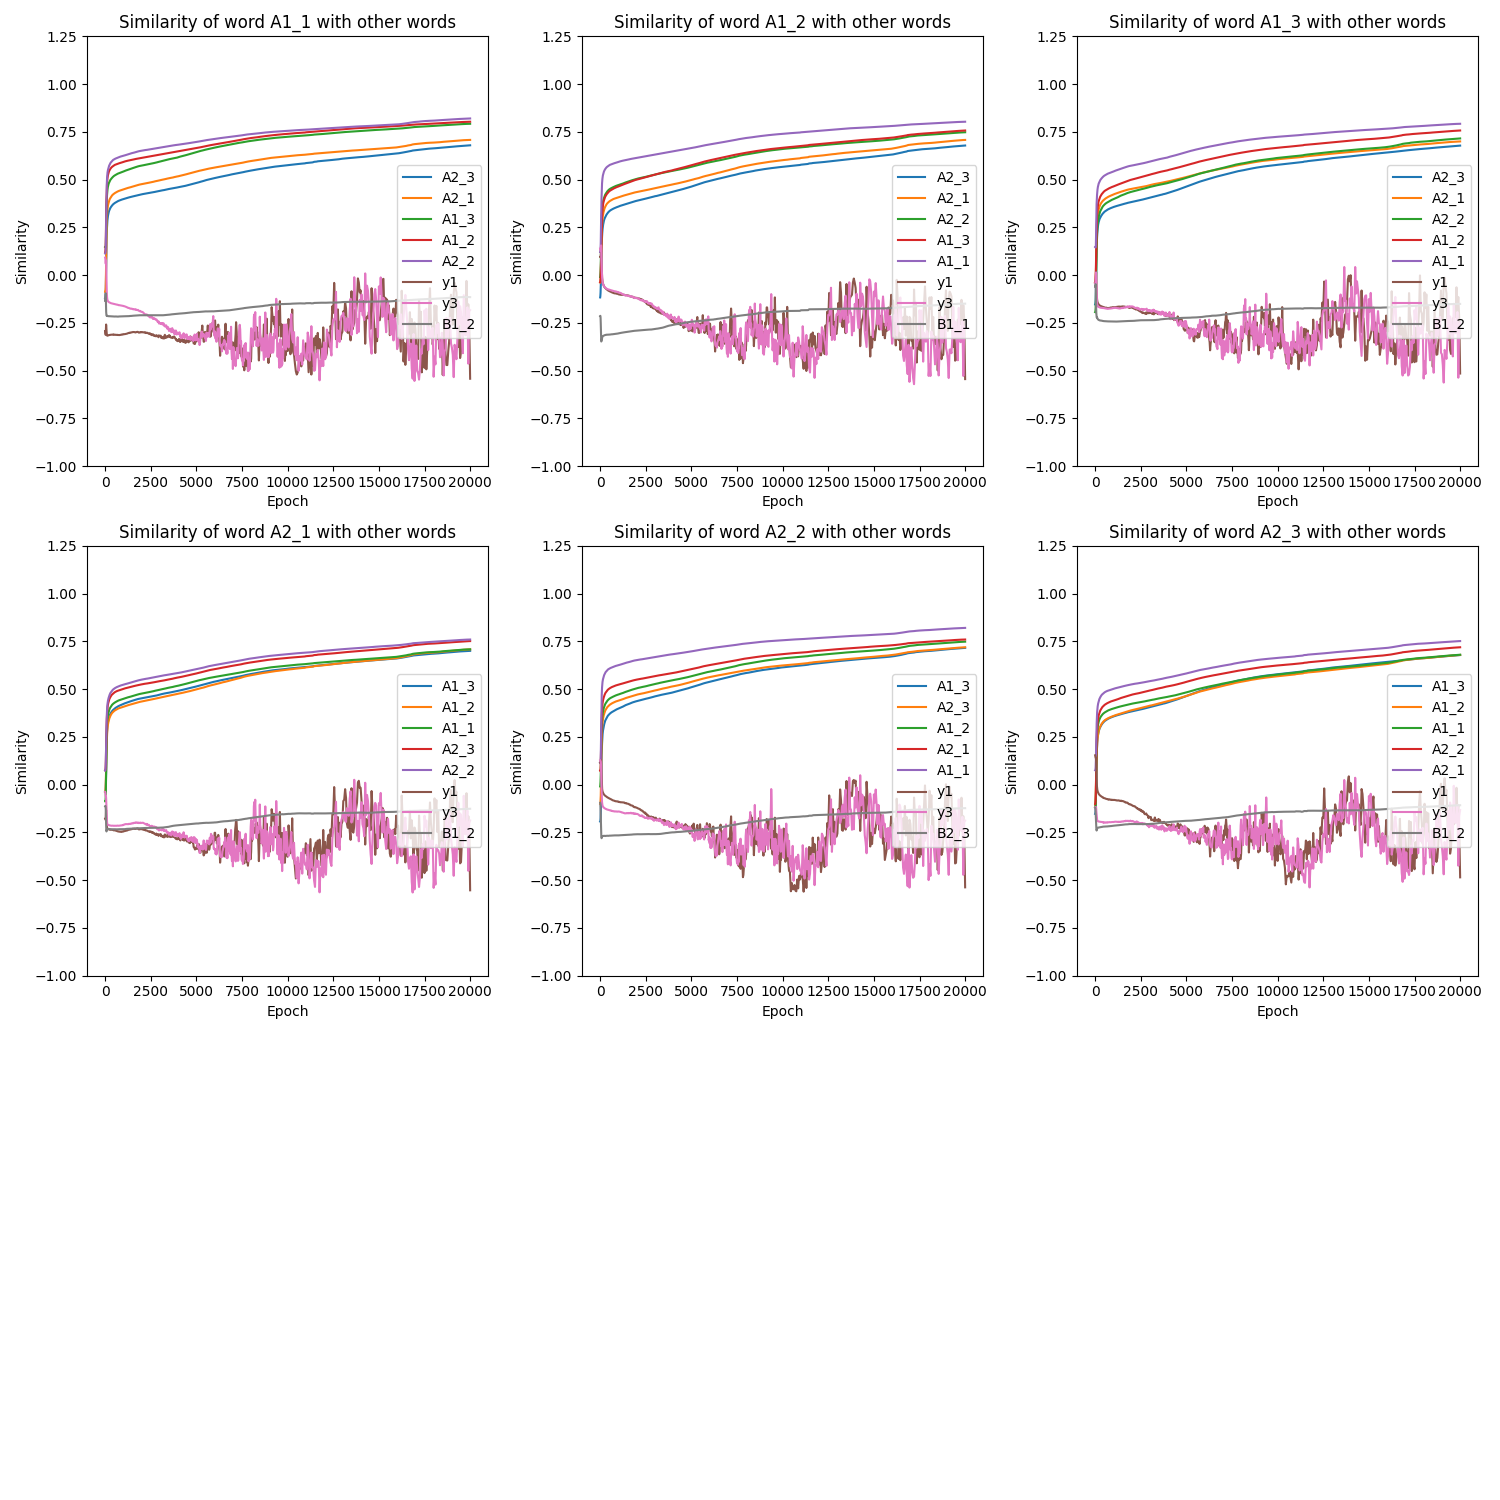 Similarity of word A1_1 with other words
Similarity
1.25
1.00
0.75
0.50
0.25
0.00
−0.25
−0.50
−0.75
−1.00
A2_3
A2_1
A1_3
A1_2
A2_2
y1
y3
B1_2
0 2500 5000 7500 10000 12500 15000 17500 20000
Epoch
Similarity of word A1_2 with other words
Similarity
1.25
1.00
0.75
0.50
0.25
0.00
−0.25
−0.50
−0.75
−1.00
A2_3
A2_1
A2_2
A1_3
A1_1
y1
y3
B1_1
0 2500 5000 7500 10000 12500 15000 17500 20000
Epoch
Similarity of word A1_3 with other words
Similarity
1.25
1.00
0.75
0.50
0.25
0.00
−0.25
−0.50
−0.75
−1.00
A2_3
A2_1
A2_2
A1_2
A1_1
y1
y3
B1_2
0 2500 5000 7500 10000 12500 15000 17500 20000
Epoch
Similarity of word A2_1 with other words
Similarity
1.25
1.00
0.75
0.50
0.25
0.00
−0.25
−0.50
−0.75
−1.00
A1_3
A1_2
A1_1
A2_3
A2_2
y1
y3
B1_2
0 2500 5000 7500 10000 12500 15000 17500 20000
Epoch
Similarity of word A2_2 with other words
Similarity
1.25
1.00
0.75
0.50
0.25
0.00
−0.25
−0.50
−0.75
−1.00
A1_3
A2_3
A1_2
A2_1
A1_1
y1
y3
B2_3
0 2500 5000 7500 10000 12500 15000 17500 20000
Epoch
Similarity of word A2_3 with other words
Similarity
1.25
1.00
0.75
0.50
0.25
0.00
−0.25
−0.50
−0.75
−1.00
A1_3
A1_2
A1_1
A2_2
A2_1
y1
y3
B1_2
0 2500 5000 7500 10000 12500 15000 17500 20000
Epoch